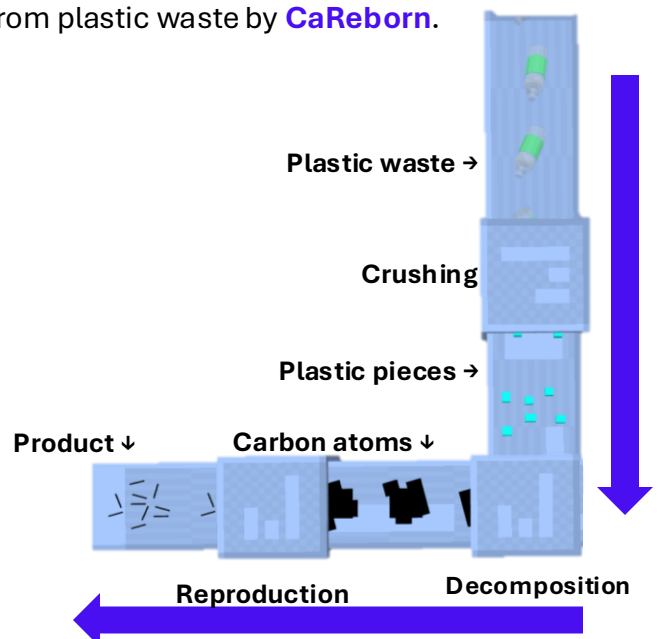 rom plastic waste by CaReborn.
Plastic waste →
Crushing
Plastic pieces →
Product ↓
Carbon atoms ↓
Reproduction
Decomposition